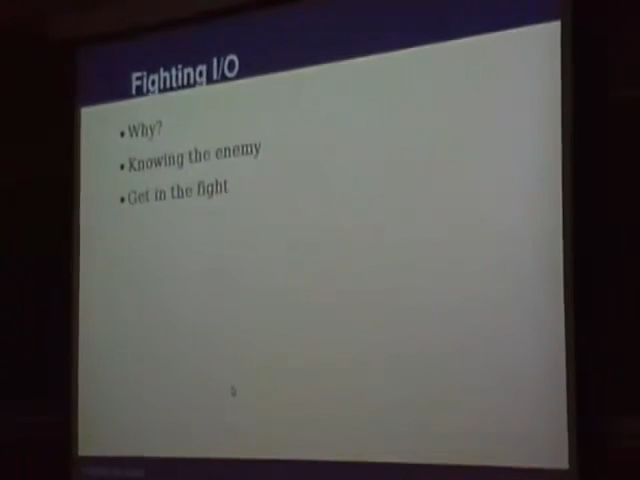 Fighting I/O
• Why?
• Knowing the enemy
• Get in the fight